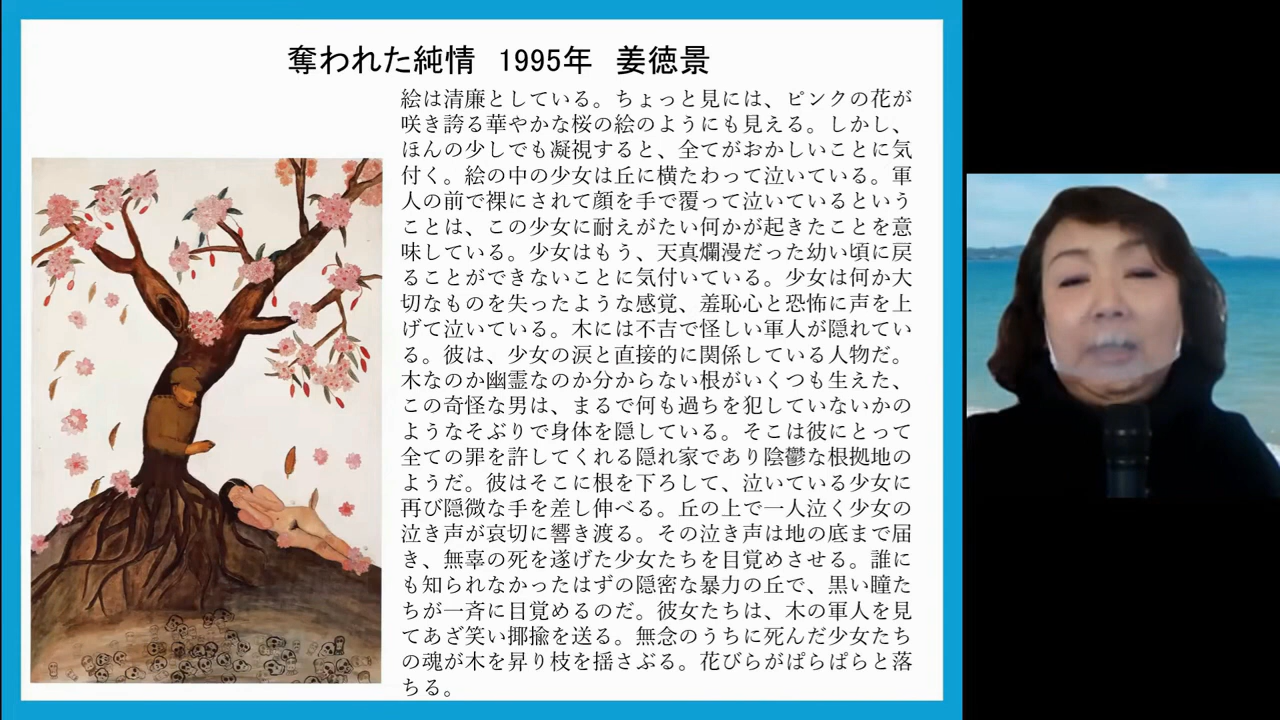 奪われた純情　1995年　姜徳景
絵は清廉としている。ちょっと見には、ピンクの花が
咲き誇る華やかな桜の絵のようにも見える。しかし、
ほんの少しでも凝視すると、全てがおかしいことに気
付く。絵の中の少女は丘に横たわって泣いている。軍
人の前で裸にされて顔を手で覆って泣いているという
ことは、この少女に耐えがたい何かが起きたことを意
味している。少女はもう、天真爛漫だった幼い頃に戻
ることができないことに気付いている。少女は何か大
切なものを失ったような感覚、羞恥心と恐怖に声を上
げて泣いている。木には不吉で怪しい軍人が隠れてい
る。彼は、少女の涙と直接的に関係している人物だ。
木なのか幽霊なのか分からない根がいくつも生えた、
この奇怪な男は、まるで何も過ちを犯していないかの
ようなそぶりで身体を隠している。そこは彼にとって
全ての罪を許してくれる隠れ家であり陰鬱な根拠地の
ようだ。彼はそこに根を下ろして、泣いている少女に
再び隠微な手を差し伸べる。丘の上で一人泣く少女の
泣き声が哀切に響き渡る。その泣き声は地の底まで届
き、無辜の死を遂げた少女たちを目覚めさせる。誰に
も知られなかったはずの隠密な暴力の丘で、黒い瞳た
ちが一斉に目覚めるのだ。彼女たちは、木の軍人を見
てあざ笑い揶揄を送る。無念のうちに死んだ少女たち
の魂が木を昇り枝を揺さぶる。花びらがぱらぱらと落
ちる。